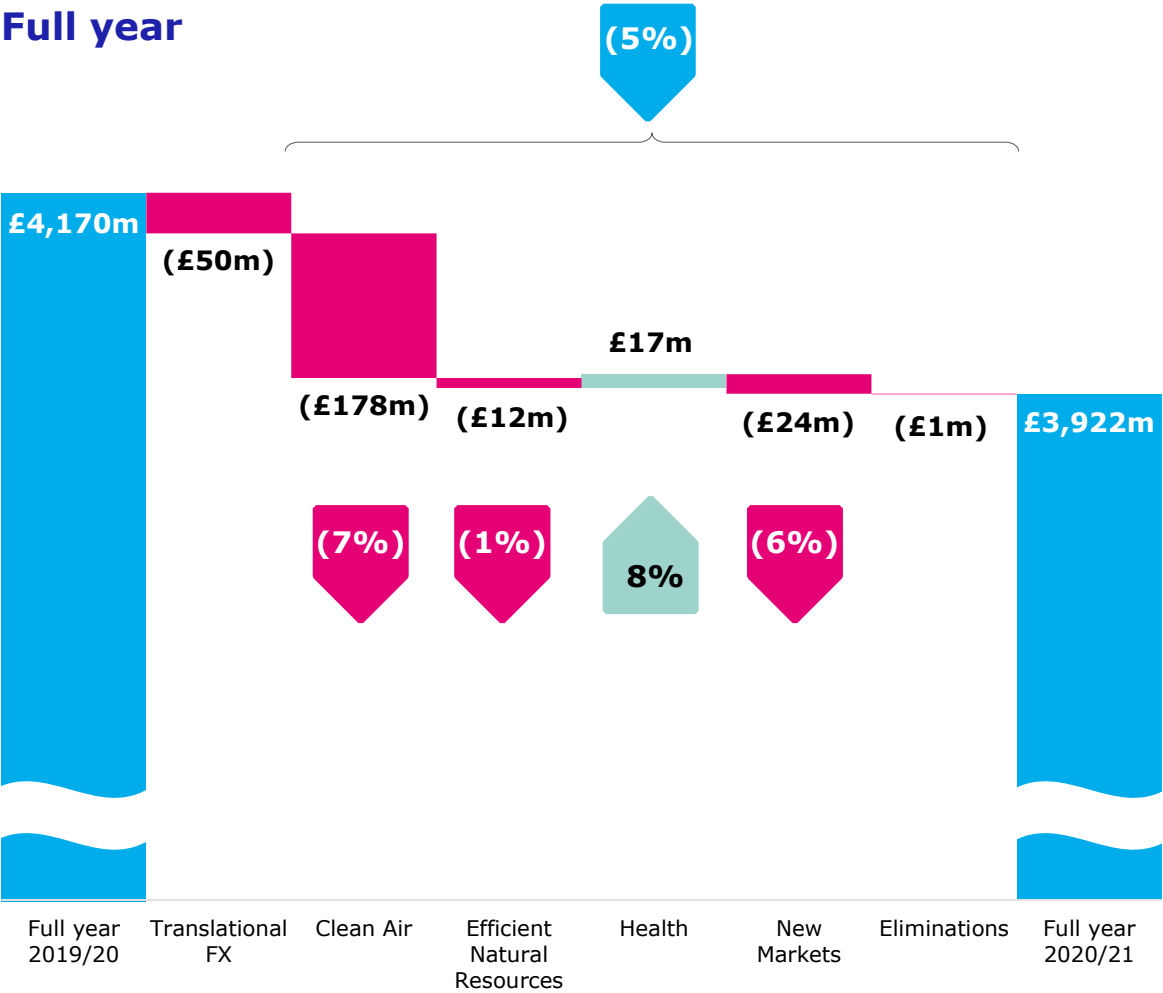 Full year
(5%)
£4,170m
(£50m)
(£178m)
(£12m)
£17m
(£24m)
(£1m)
£3,922m
(7%)
(1%)
8%
(6%)
Full year
2019/20
Translational
FX
Clean Air
Efficient
Natural
Resources
Health
New
Markets
Eliminations
Full year
2020/21